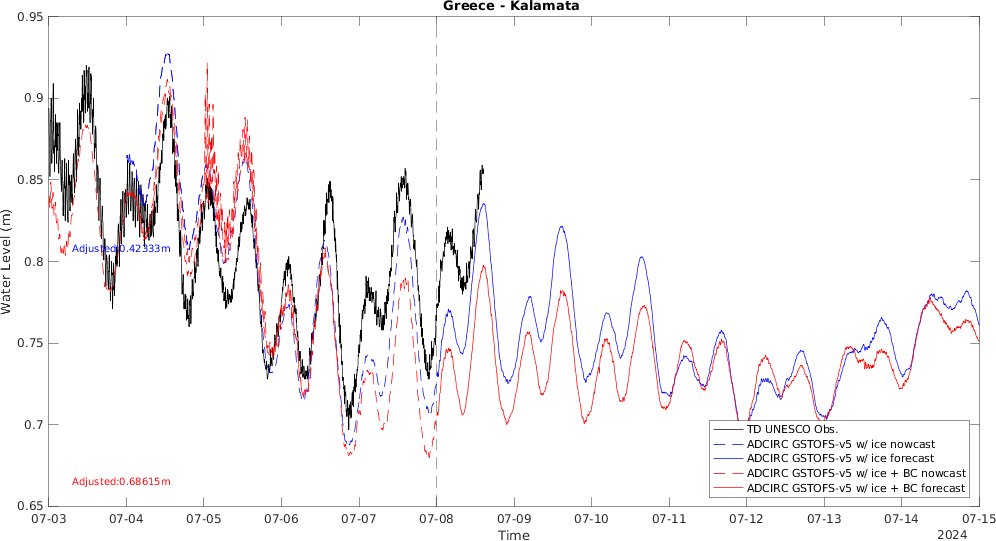 Greece - Kalamata
0.95
0.9
0.85
0.8
0.75
0.7
0.65
Water Level (m)
Adjusted:0.42333m
Adjusted:0.68615m
TD UNESCO Obs.
ADCIRC GSTOFS-v5 w/ ice nowcast
ADCIRC GSTOFS-v5 w/ ice forecast
ADCIRC GSTOFS-v5 w/ ice + BC nowcast
ADCIRC GSTOFS-v5 w/ ice + BC forecast
07-03 07-04 07-05 07-06 07-07 07-08 07-09 07-10 07-11 07-12 07-13 07-14 07-15
Time
2024